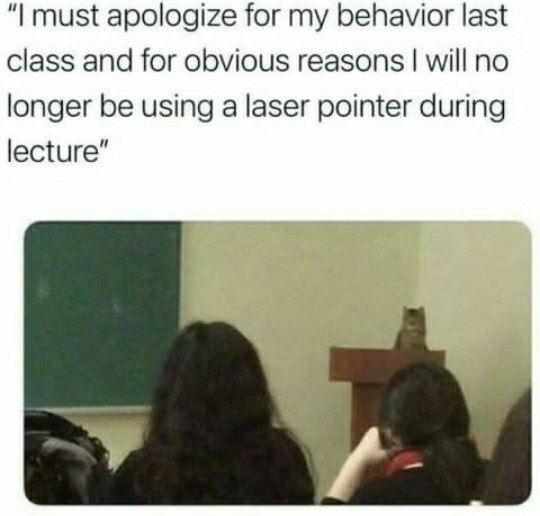 "I must apologize for my behavior last
class and for obvious reasons I will no
longer be using a laser pointer during
lecture"